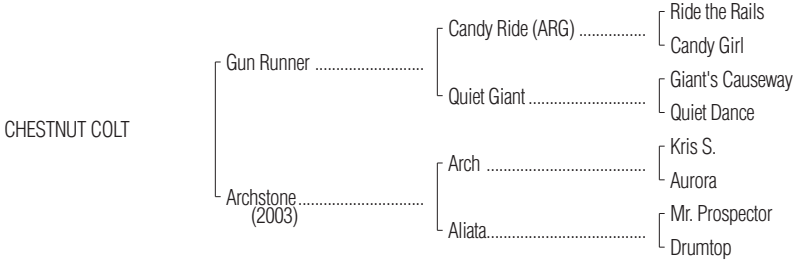 Ride the Rails
Candy Ride (ARG) ................
Candy Girl
Gun Runner ..........................
Giant's Causeway
Quiet Giant ............................
Quiet Dance
CHESTNUT COLT
Kris S.
Arch ......................................
Aurora
Archstone ..............................
(2003)
Mr. Prospector
Aliata......................................
Drumtop